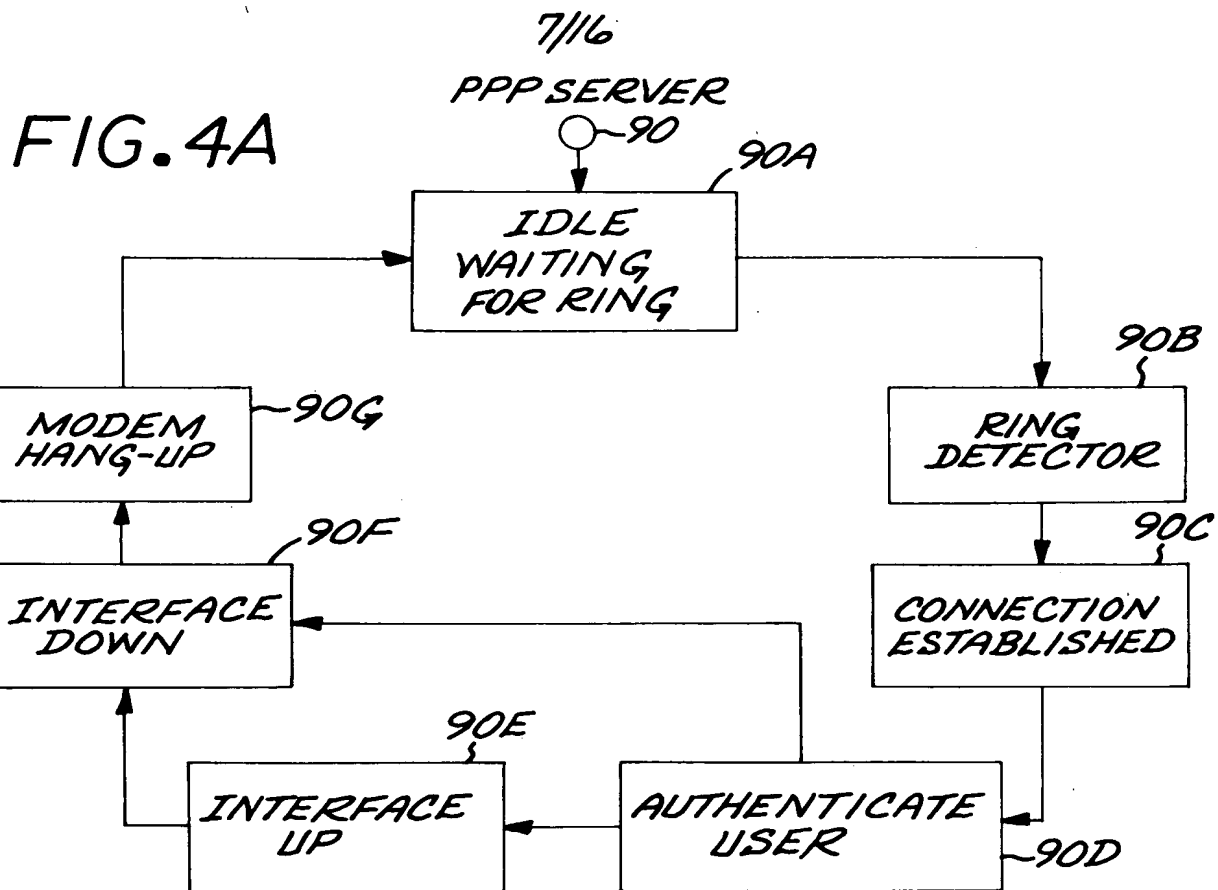 7/16
PPP SERVER
FIG. 4A
90
90A
IDLE
WAITING
FOR RING
90B
90G
MODEM
HANG-UP
RING
DETECTOR
90F
90C
INTERFACE
DOWN
CONNECTION
ESTABLISHED
90E
INTERFACE
UP
AUTHENTICATE
USER
90D